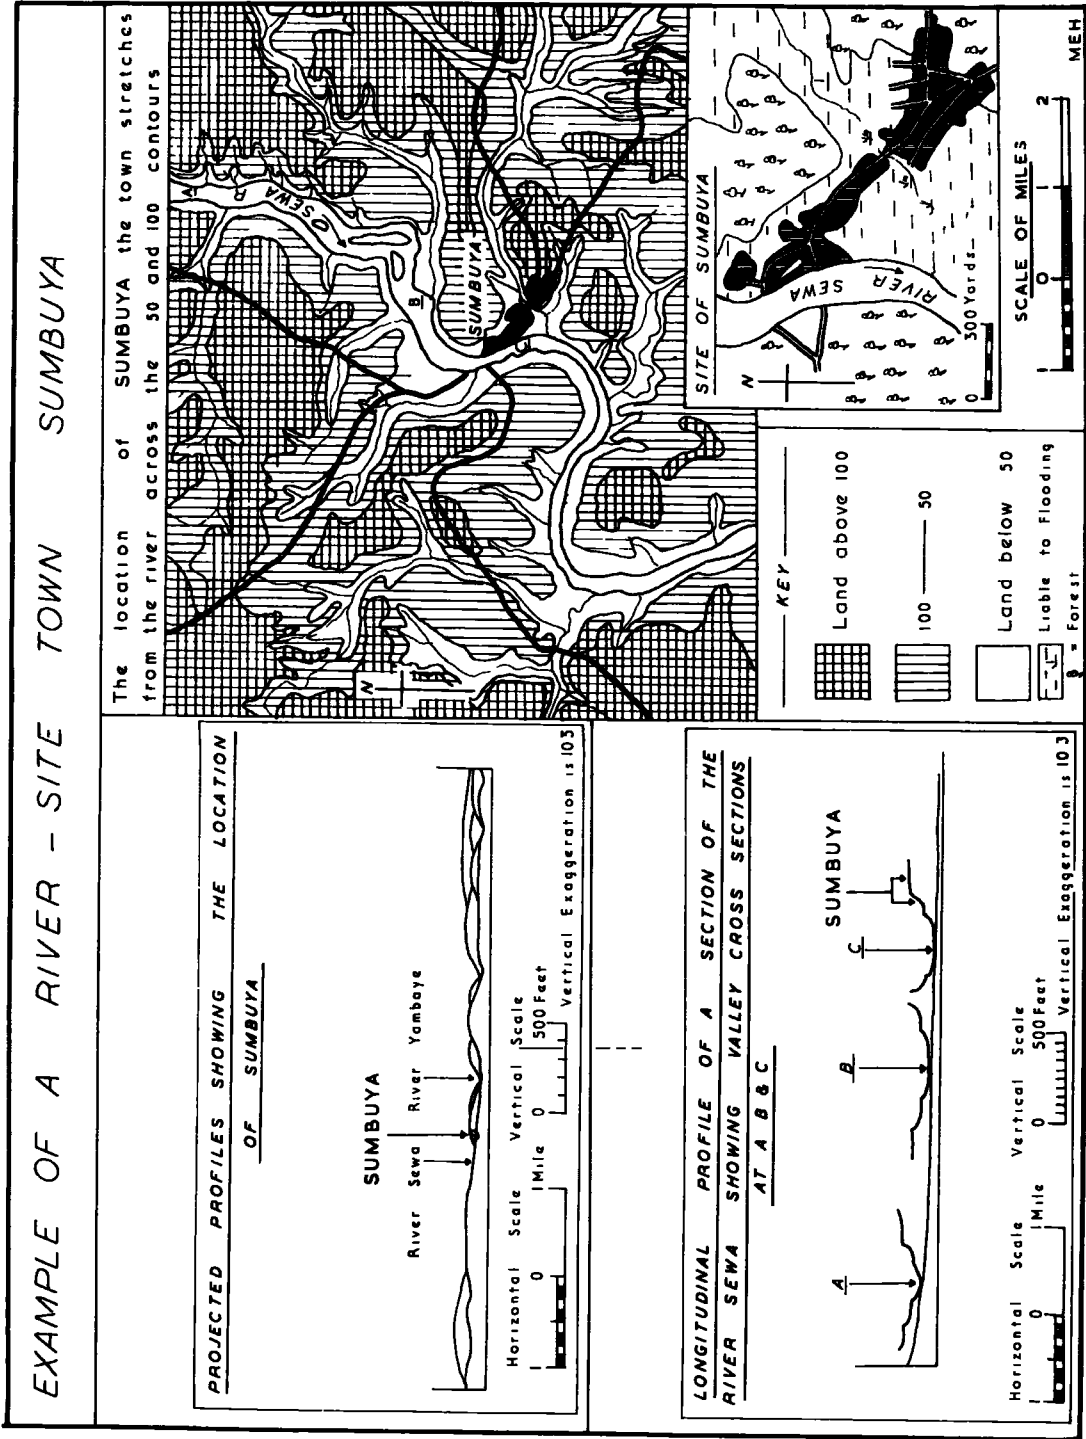 EXAMPLE OF A RIVER - SITE TOWN SUMBUYA
PROJECTED PROFILES SHOWING THE LOCATION
OF SUMBUYA
SUMBUYA
River Sewa
River Yambaye
Horizontal Scale
1 0 1 Mile
Vertical Scale
0 500 Feet
Vertical Exaggeration is 10.3
LONGITUDINAL PROFILE OF A SECTION OF THE
RIVER SEWA SHOWING VALLEY CROSS SECTIONS
AT A B & C
A
B
C
SUMBUYA
Horizontal Scale
1 0 1 Mile
Vertical Scale
0 500 Feet
Vertical Exaggeration is 10.3
The location of SUMBUYA the town stretches
from the river across the 50 and 100 contours
N
A
R. SEWA
B
SUMBUYA
C
KEY
Land above 100
100 — 50
Land below 50
Liable to Flooding
B = Forest
SITE OF SUMBUYA
N
RIVER SEWA
0 300 Yards
SCALE OF MILES
1 0 1 2
MEH